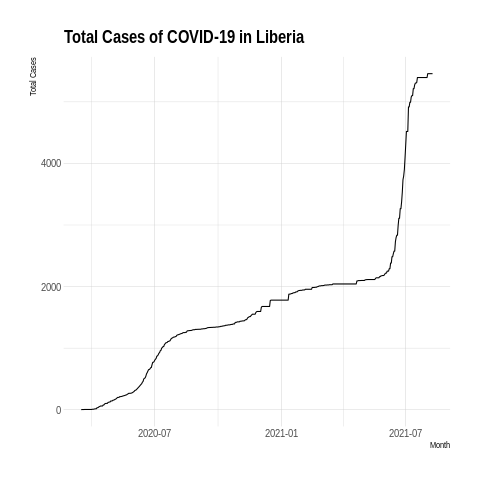 Total Cases of COVID-19 in Liberia
Total Cases
4000
2000
0
2020-07
2021-01
2021-07
Month